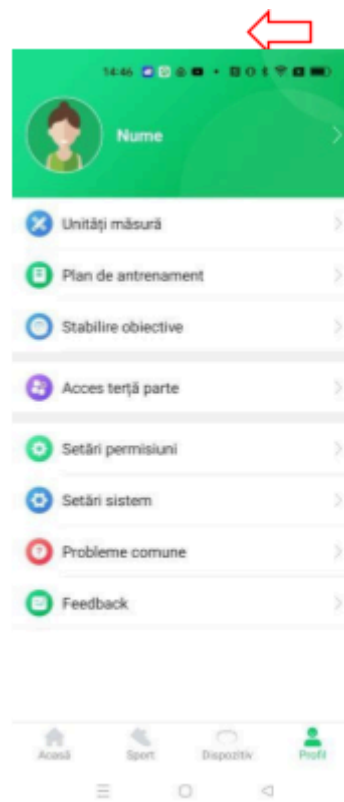 14:46
Nume
Unități măsură
Plan de antrenament
Stabilire obiective
Acces terță parte
Setări permisiuni
Setări sistem
Probleme comune
Feedback
Acasă Sport Dispozitiv Profil